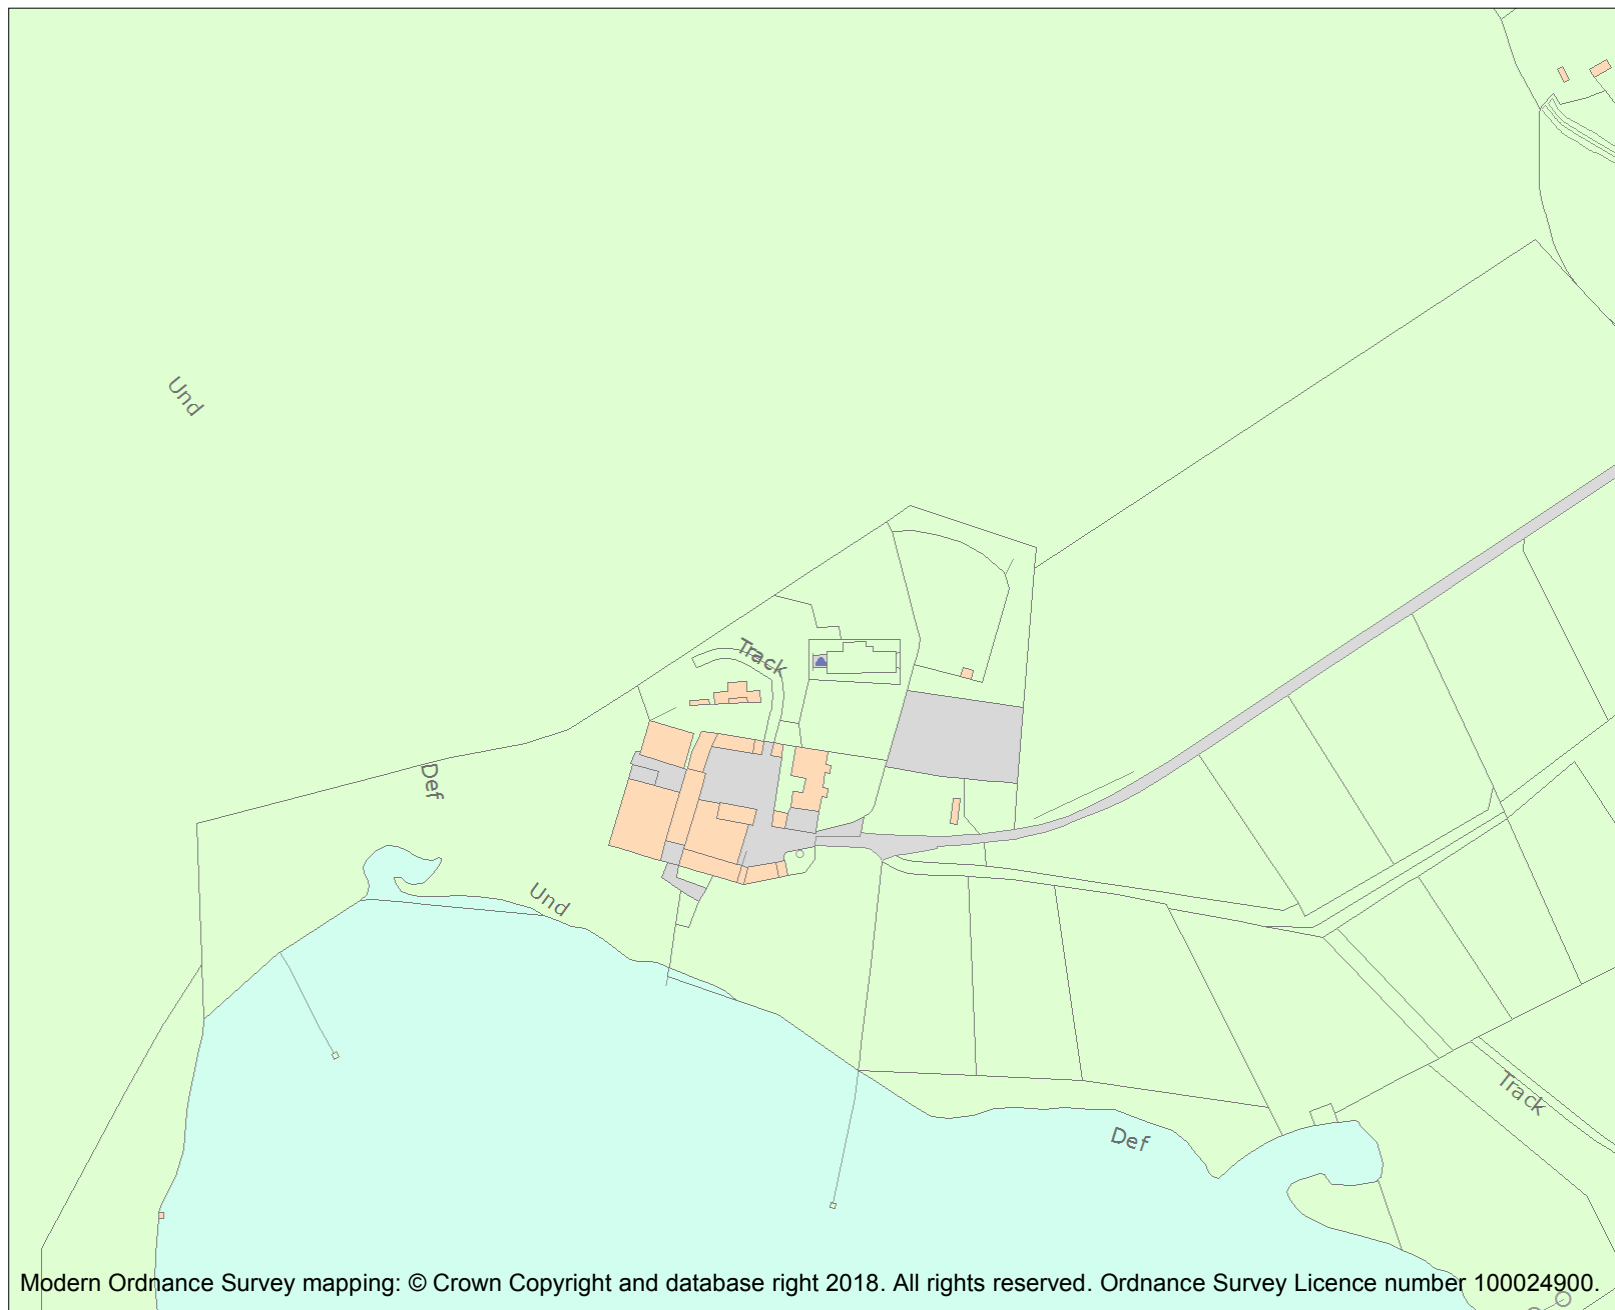 Und
Track
Def
Und
Track
Def
Modern Ordnance Survey mapping: © Crown Copyright and database right 2018. All rights reserved. Ordnance Survey Licence number 100024900.